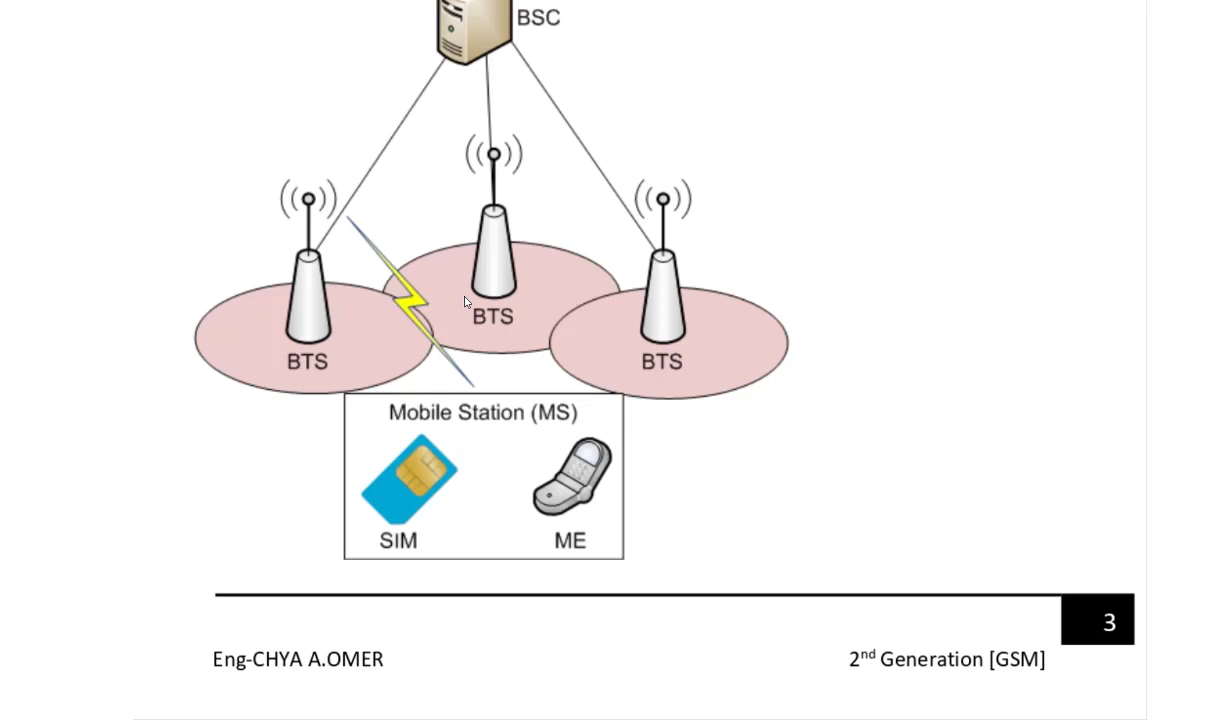 BSC
BTS
BTS
BTS
Mobile Station (MS)
SIM
ME
3
Eng-CHYA A.OMER
2nd Generation [GSM]